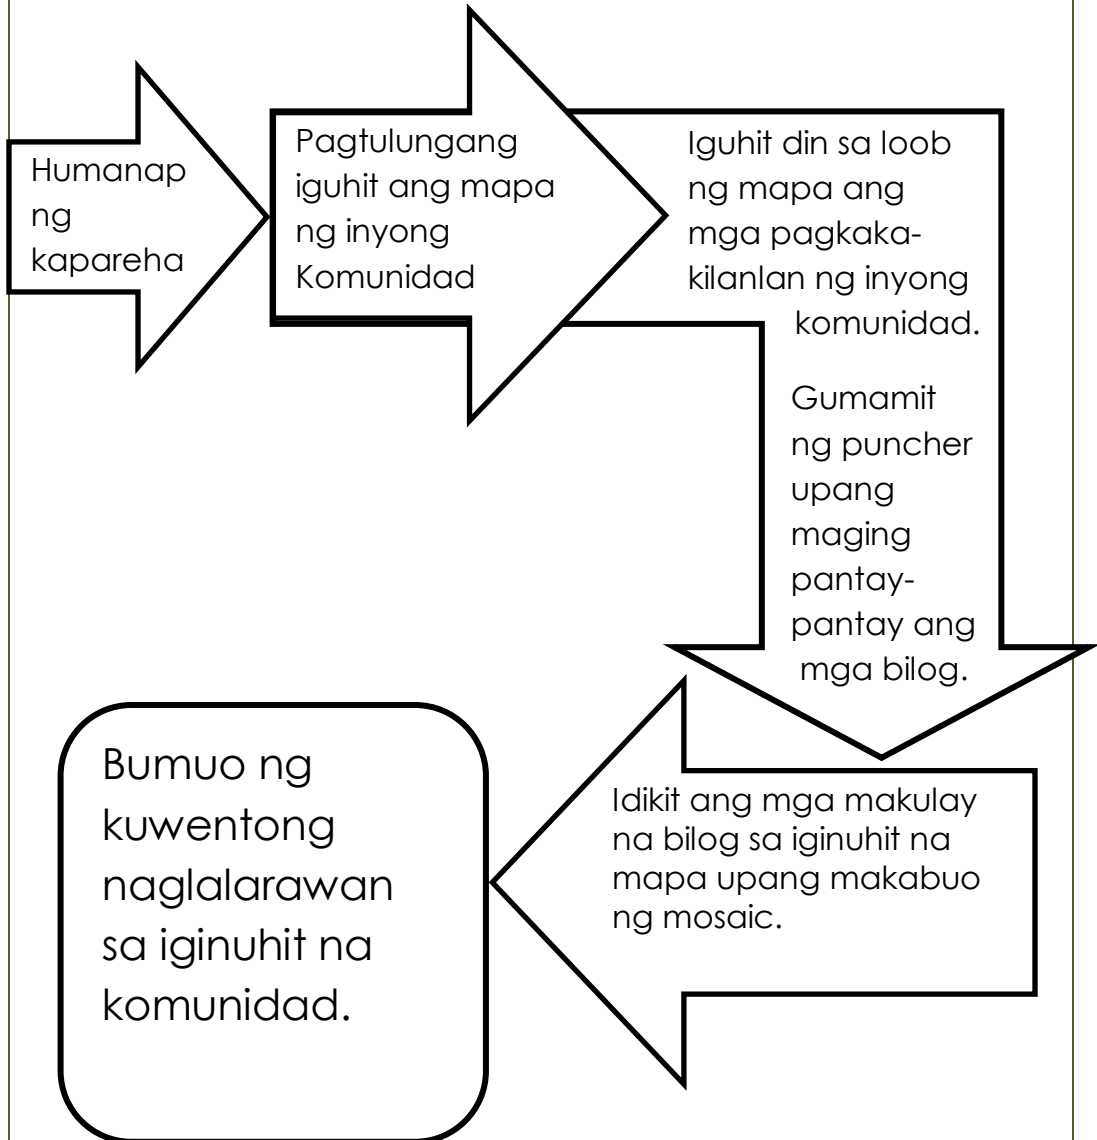 Humanap
ng
kapareha
Pagtulungang
iguhit ang mapa
ng inyong
Komunidad
Iguhit din sa loob
ng mapa ang
mga pagkaka-
kilanlan ng inyong
komunidad.
Gumamit
ng puncher
upang
maging
pantay-
pantay ang
mga bilog.
Idikit ang mga makulay
na bilog sa iginuhit na
mapa upang makabuo
ng mosaic.
Bumuo ng
kuwentong
naglalarawan
sa iginuhit na
komunidad.